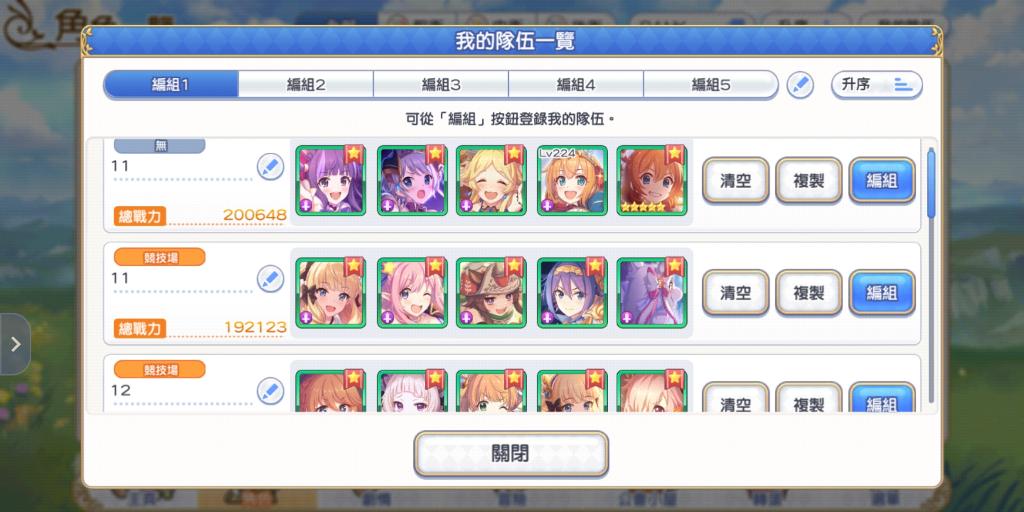 我的隊伍一覽
編組1
編組2
編組3
編組4
編組5
升序
可從「編組」按鈕登錄我的隊伍。
無
11
總戰力 200648
Lv224
清空
複製
編組
競技場
11
總戰力 192123
清空
複製
編組
競技場
12
清空
複製
編組
關閉